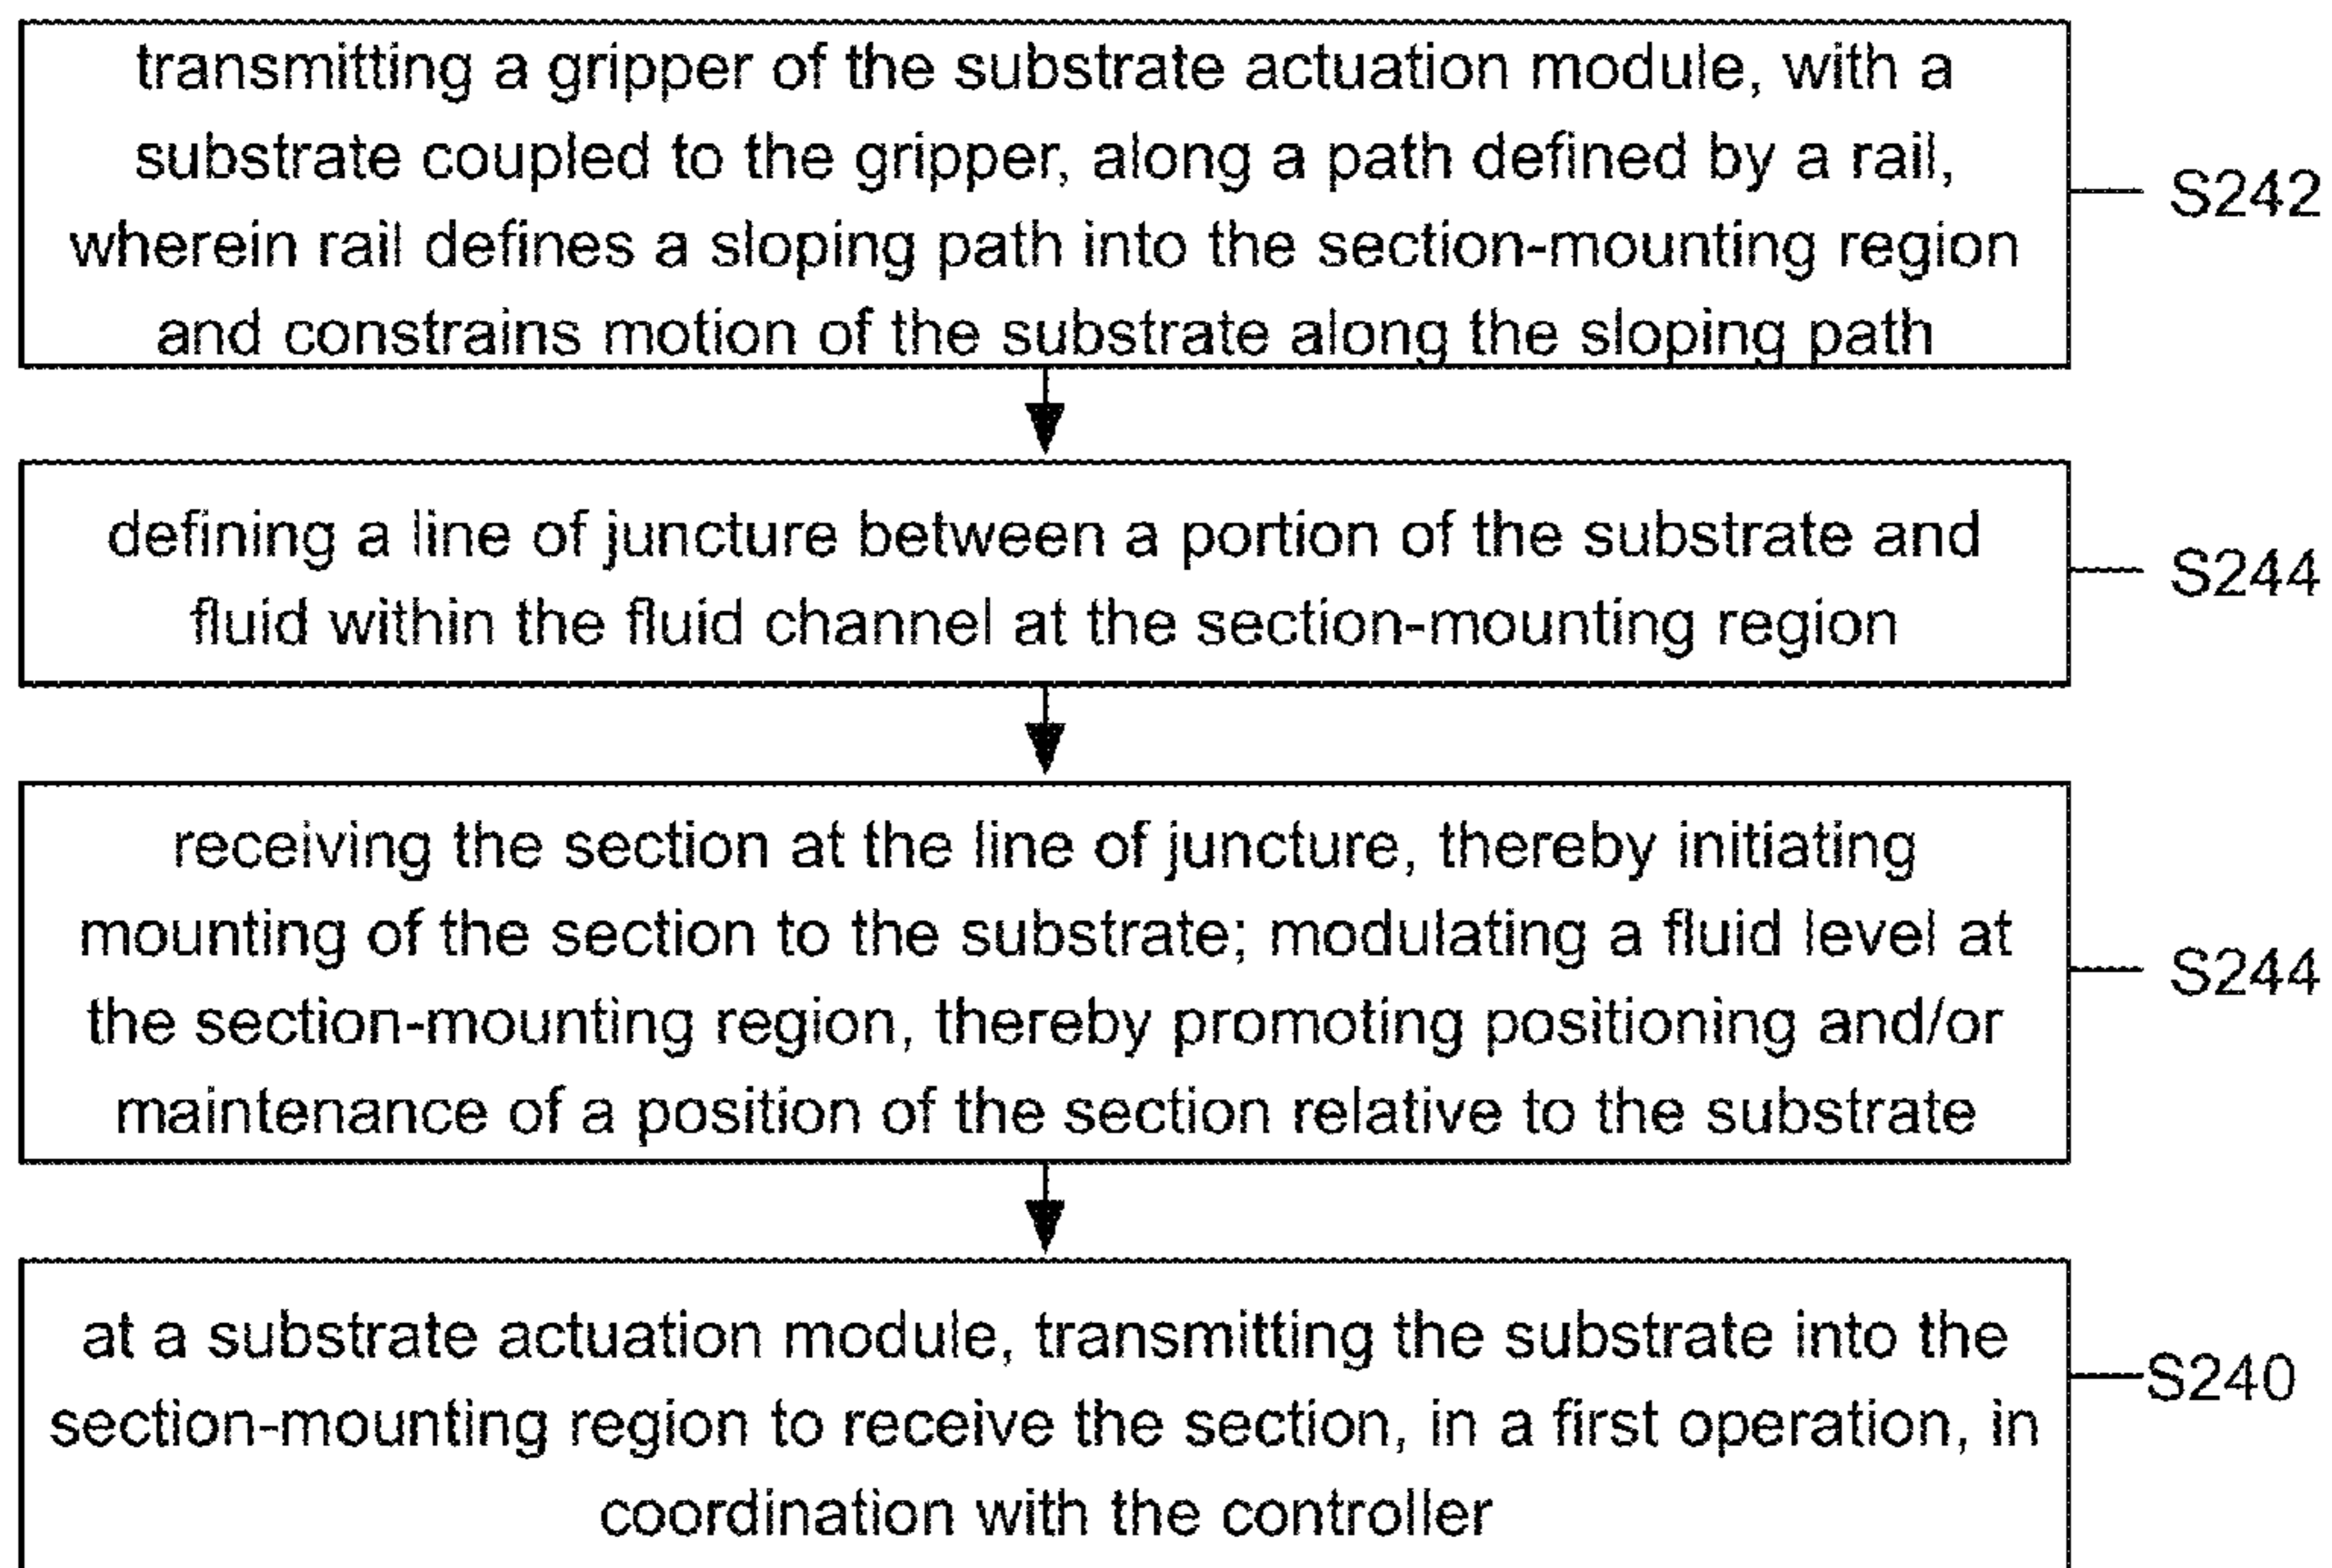 transmitting a gripper of the substrate actuation module, with a
substrate coupled to the gripper, along a path defined by a rail,
wherein rail defines a sloping path into the section-mounting region
and constrains motion of the substrate along the sloping path
S242
defining a line of juncture between a portion of the substrate and
fluid within the fluid channel at the section-mounting region
S244
receiving the section at the line of juncture, thereby initiating
mounting of the section to the substrate; modulating a fluid level at
the section-mounting region, thereby promoting positioning and/or
maintenance of a position of the section relative to the substrate
S244
at a substrate actuation module, transmitting the substrate into the
section-mounting region to receive the section, in a first operation, in
coordination with the controller
S240